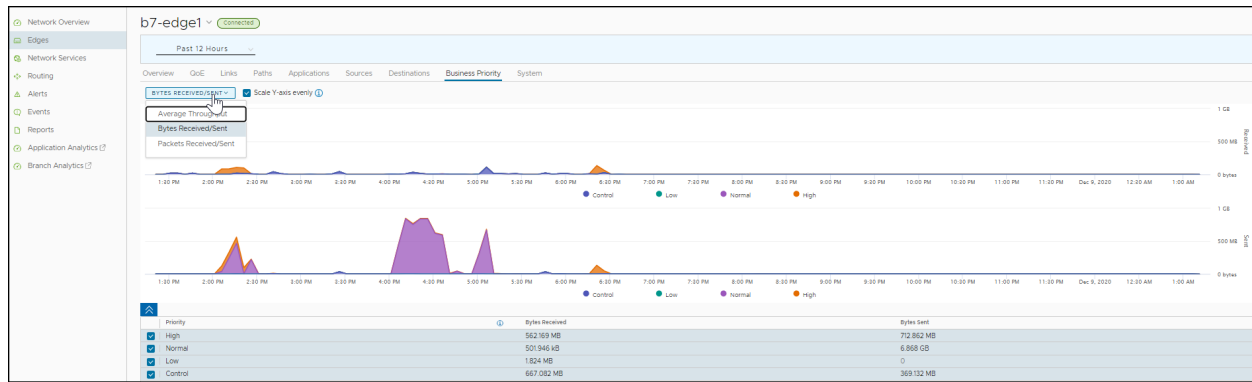 Network Overview
Edges
Network Services
Routing
Alerts
Events
Reports
Application Analytics
Branch Analytics
b7-edge1
Connected
Past 12 Hours
Overview QoE Links Paths Applications Sources Destinations Business Priority System
BYTES RECEIVED/SENT
Scale Y-axis evenly
Average Throughput
Bytes Received/Sent
Packets Received/Sent
1 GB
500 MB
0 bytes
Received
1:30 PM 2:00 PM 2:30 PM 3:00 PM 3:30 PM 4:00 PM 4:30 PM 5:00 PM 5:30 PM 6:00 PM 6:30 PM 7:00 PM 7:30 PM 8:00 PM 8:30 PM 9:00 PM 9:30 PM 10:00 PM 10:30 PM 11:00 PM 11:30 PM Dec 9, 2020 12:30 AM 1:00 AM
Control Low Normal High
1 GB
500 MB
0 bytes
Sent
1:30 PM 2:00 PM 2:30 PM 3:00 PM 3:30 PM 4:00 PM 4:30 PM 5:00 PM 5:30 PM 6:00 PM 6:30 PM 7:00 PM 7:30 PM 8:00 PM 8:30 PM 9:00 PM 9:30 PM 10:00 PM 10:30 PM 11:00 PM 11:30 PM Dec 9, 2020 12:30 AM 1:00 AM
Control Low Normal High
Priority Bytes Received Bytes Sent
High 562.169 MB 712.862 MB
Normal 501.946 kB 6.868 GB
Low 1.824 MB 0
Control 667.082 MB 369.132 MB